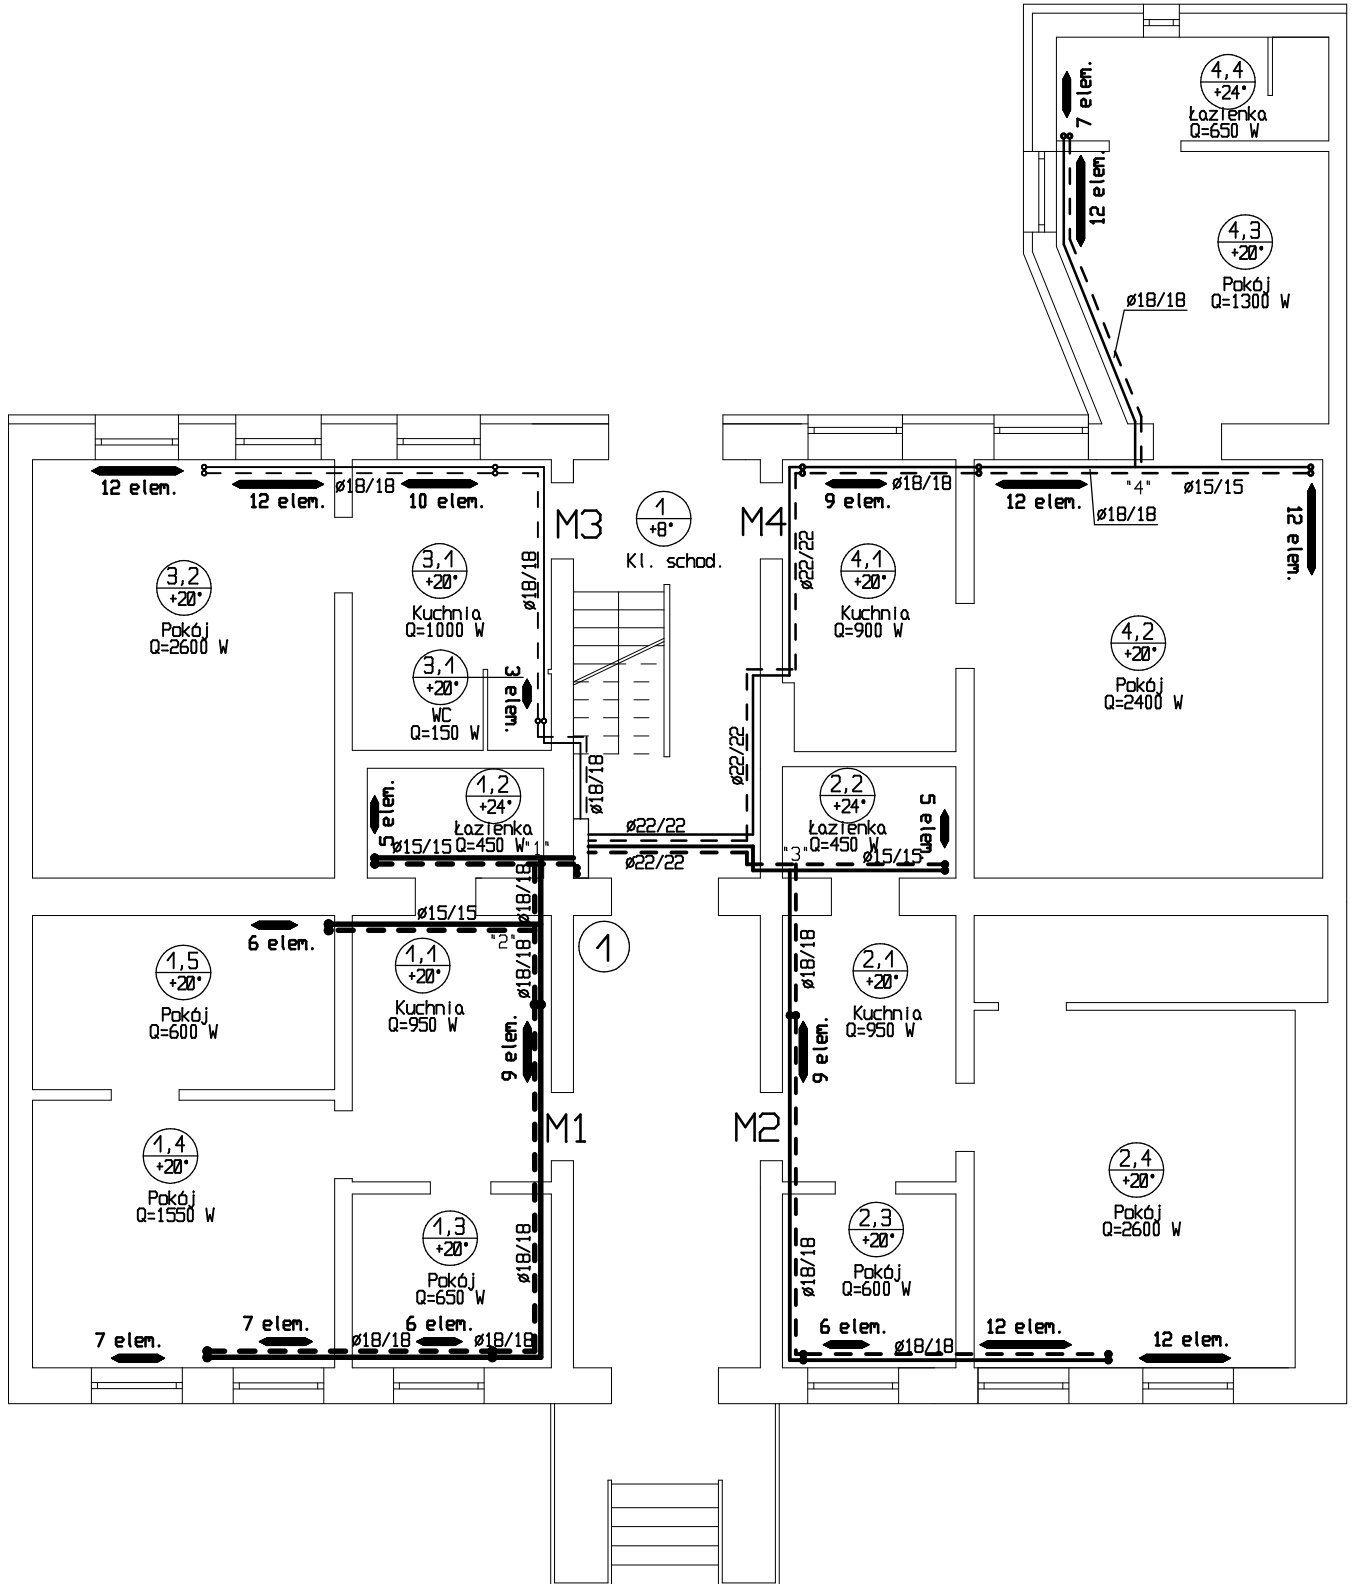 4,4
+24°
Łazienka
Q=650 W
7 elem.
12 elem.
4,3
+20°
Pokój
Q=1300 W
ø18/18
12 elem.
12 elem.
ø18/18
10 elem.
9 elem.
ø18/18
12 elem.
"4"
ø15/15
ø18/18
12 elem.
M3
1
+8°
Kl. schod.
M4
3,2
+20°
Pokój
Q=2600 W
3,1
+20°
Kuchnia
Q=1000 W
ø18/18
ø22/22
4,1
+20°
Kuchnia
Q=900 W
4,2
+20°
Pokój
Q=2400 W
3,1
+20°
WC
Q=150 W
3 elem.
ø18/18
ø22/22
5 elem.
1,2
+24°
Łazienka
Q=450 W
"1"
ø15/15
ø22/22
ø22/22
2,2
+24°
Łazienka
Q=450 W
"3"
ø15/15
5 elem
ø18/18
ø15/15
6 elem.
"2"
ø18/18
1
1,5
+20°
Pokój
Q=600 W
1,1
+20°
Kuchnia
Q=950 W
9 elem.
ø18/18
2,1
+20°
Kuchnia
Q=950 W
9 elem.
M1
M2
1,4
+20°
Pokój
Q=1550 W
1,3
+20°
Pokój
Q=650 W
ø18/18
ø18/18
2,3
+20°
Pokój
Q=600 W
2,4
+20°
Pokój
Q=2600 W
7 elem.
7 elem.
ø18/18
6 elem.
ø18/18
6 elem.
ø18/18
12 elem.
12 elem.